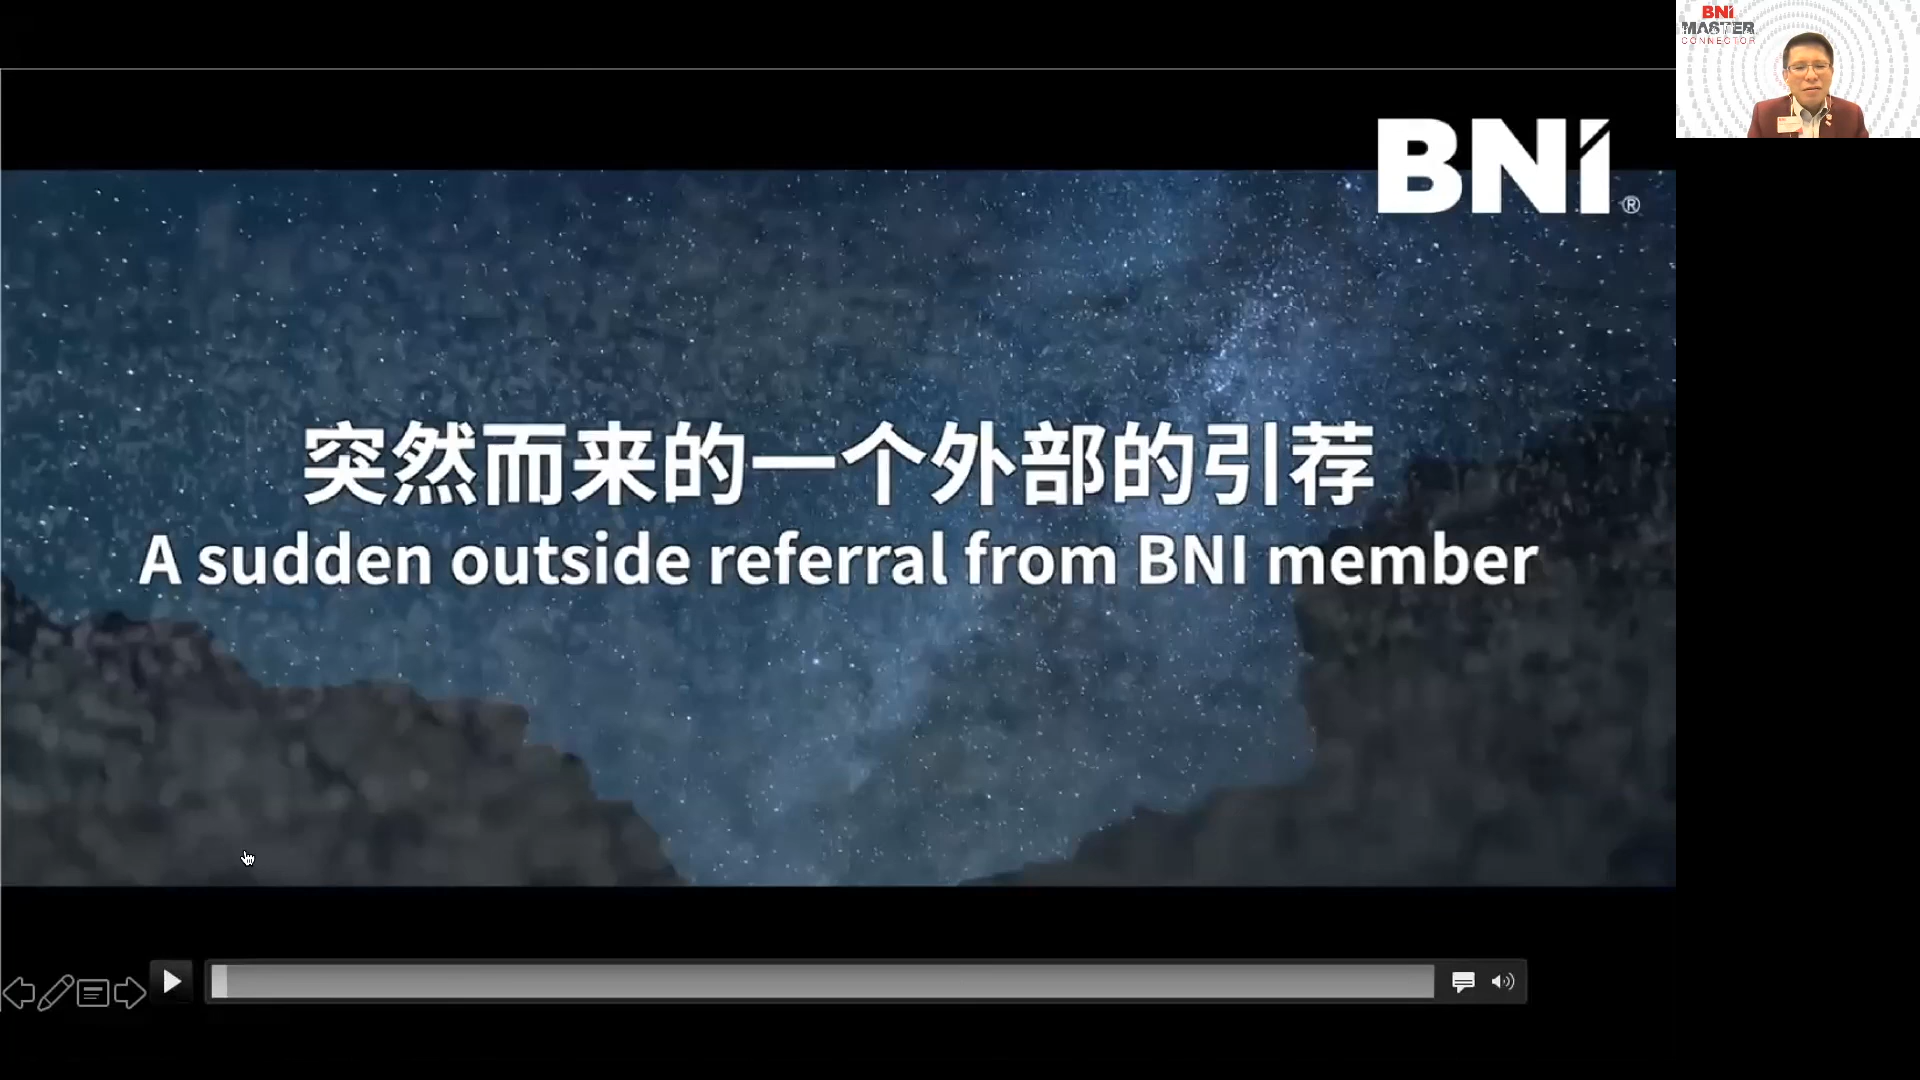 BNI
MASTER
CONNECTOR
BNI®
突然而来的一个外部的引荐
A sudden outside referral from BNI member